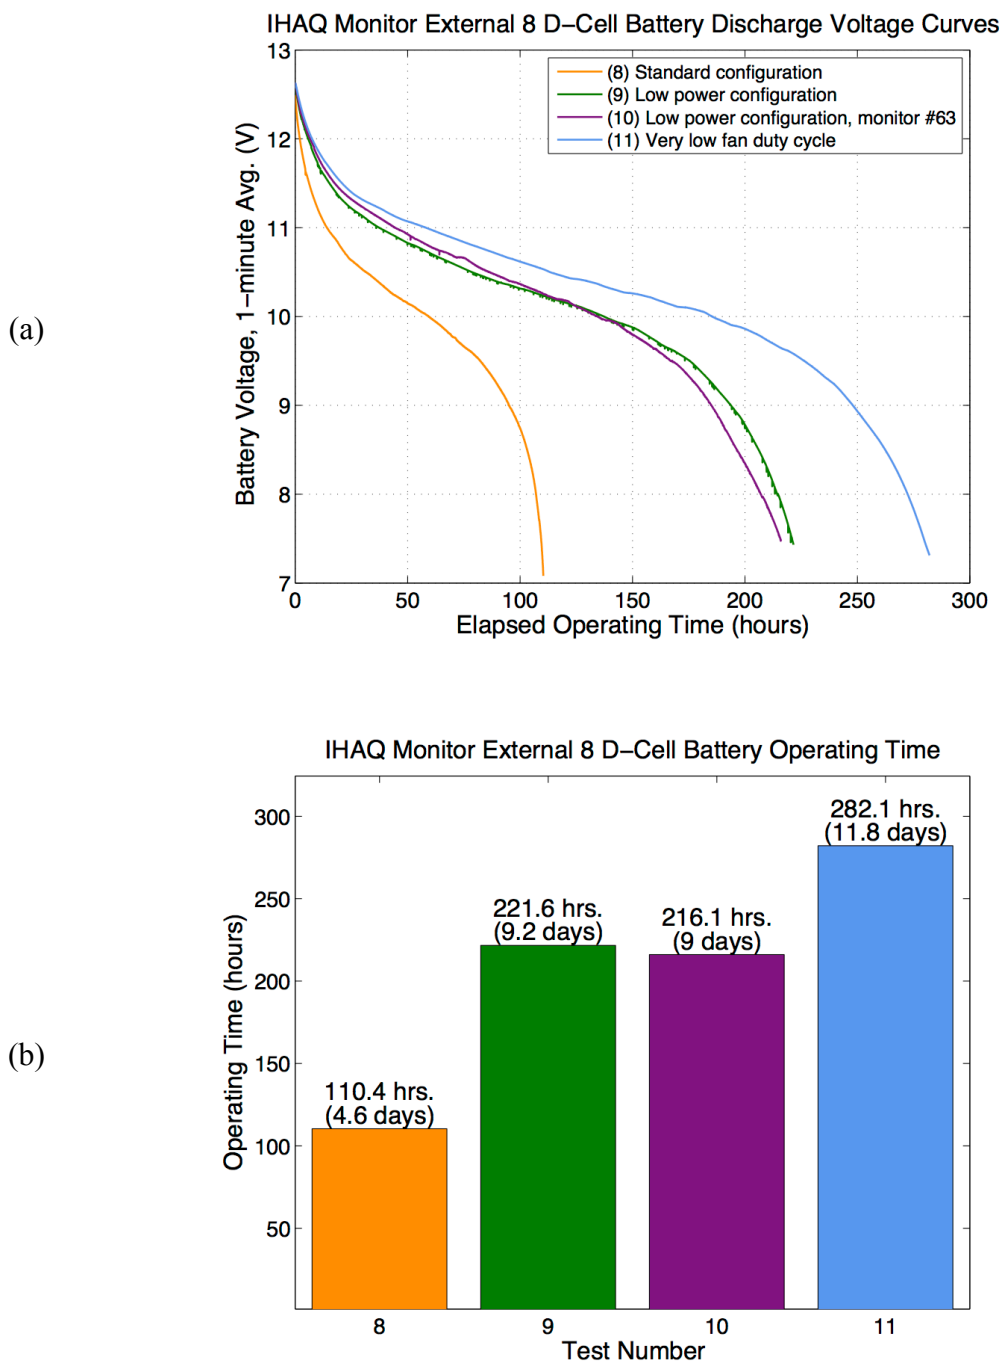 IHAQ Monitor External 8 D−Cell Battery Discharge Voltage Curves
13
12
11
10
9
8
7
Battery Voltage, 1−minute Avg. (V)
(8) Standard configuration
(9) Low power configuration
(10) Low power configuration, monitor #63
(11) Very low fan duty cycle
(a)
0 50 100 150 200 250 300
Elapsed Operating Time (hours)
IHAQ Monitor External 8 D−Cell Battery Operating Time
300
250
200
150
100
50
Operating Time (hours)
110.4 hrs.
(4.6 days)
221.6 hrs.
(9.2 days)
216.1 hrs.
(9 days)
282.1 hrs.
(11.8 days)
(b)
8 9 10 11
Test Number